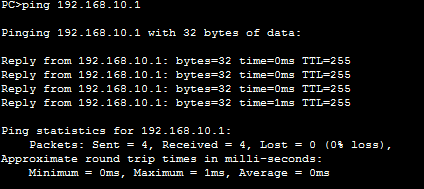 PC>ping 192.168.10.1
Pinging 192.168.10.1 with 32 bytes of data:
Reply from 192.168.10.1: bytes=32 time=0ms TTL=255
Reply from 192.168.10.1: bytes=32 time=0ms TTL=255
Reply from 192.168.10.1: bytes=32 time=0ms TTL=255
Reply from 192.168.10.1: bytes=32 time=1ms TTL=255
Ping statistics for 192.168.10.1:
Packets: Sent = 4, Received = 4, Lost = 0 (0% loss),
Approximate round trip times in milli-seconds:
Minimum = 0ms, Maximum = 1ms, Average = 0ms